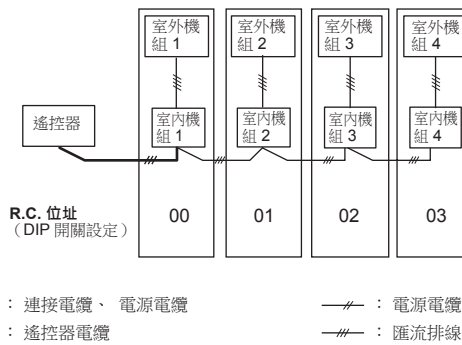 室外機
組 1
室外機
組 2
室外機
組 3
室外機
組 4
遙控器
室內機
組 1
室內機
組 2
室內機
組 3
室內機
組 4
R.C. 位址
（DIP 開關設定）
00
01
02
03
： 連接電纜、 電源電纜
： 電源電纜
： 遙控器電纜
： 匯流排線